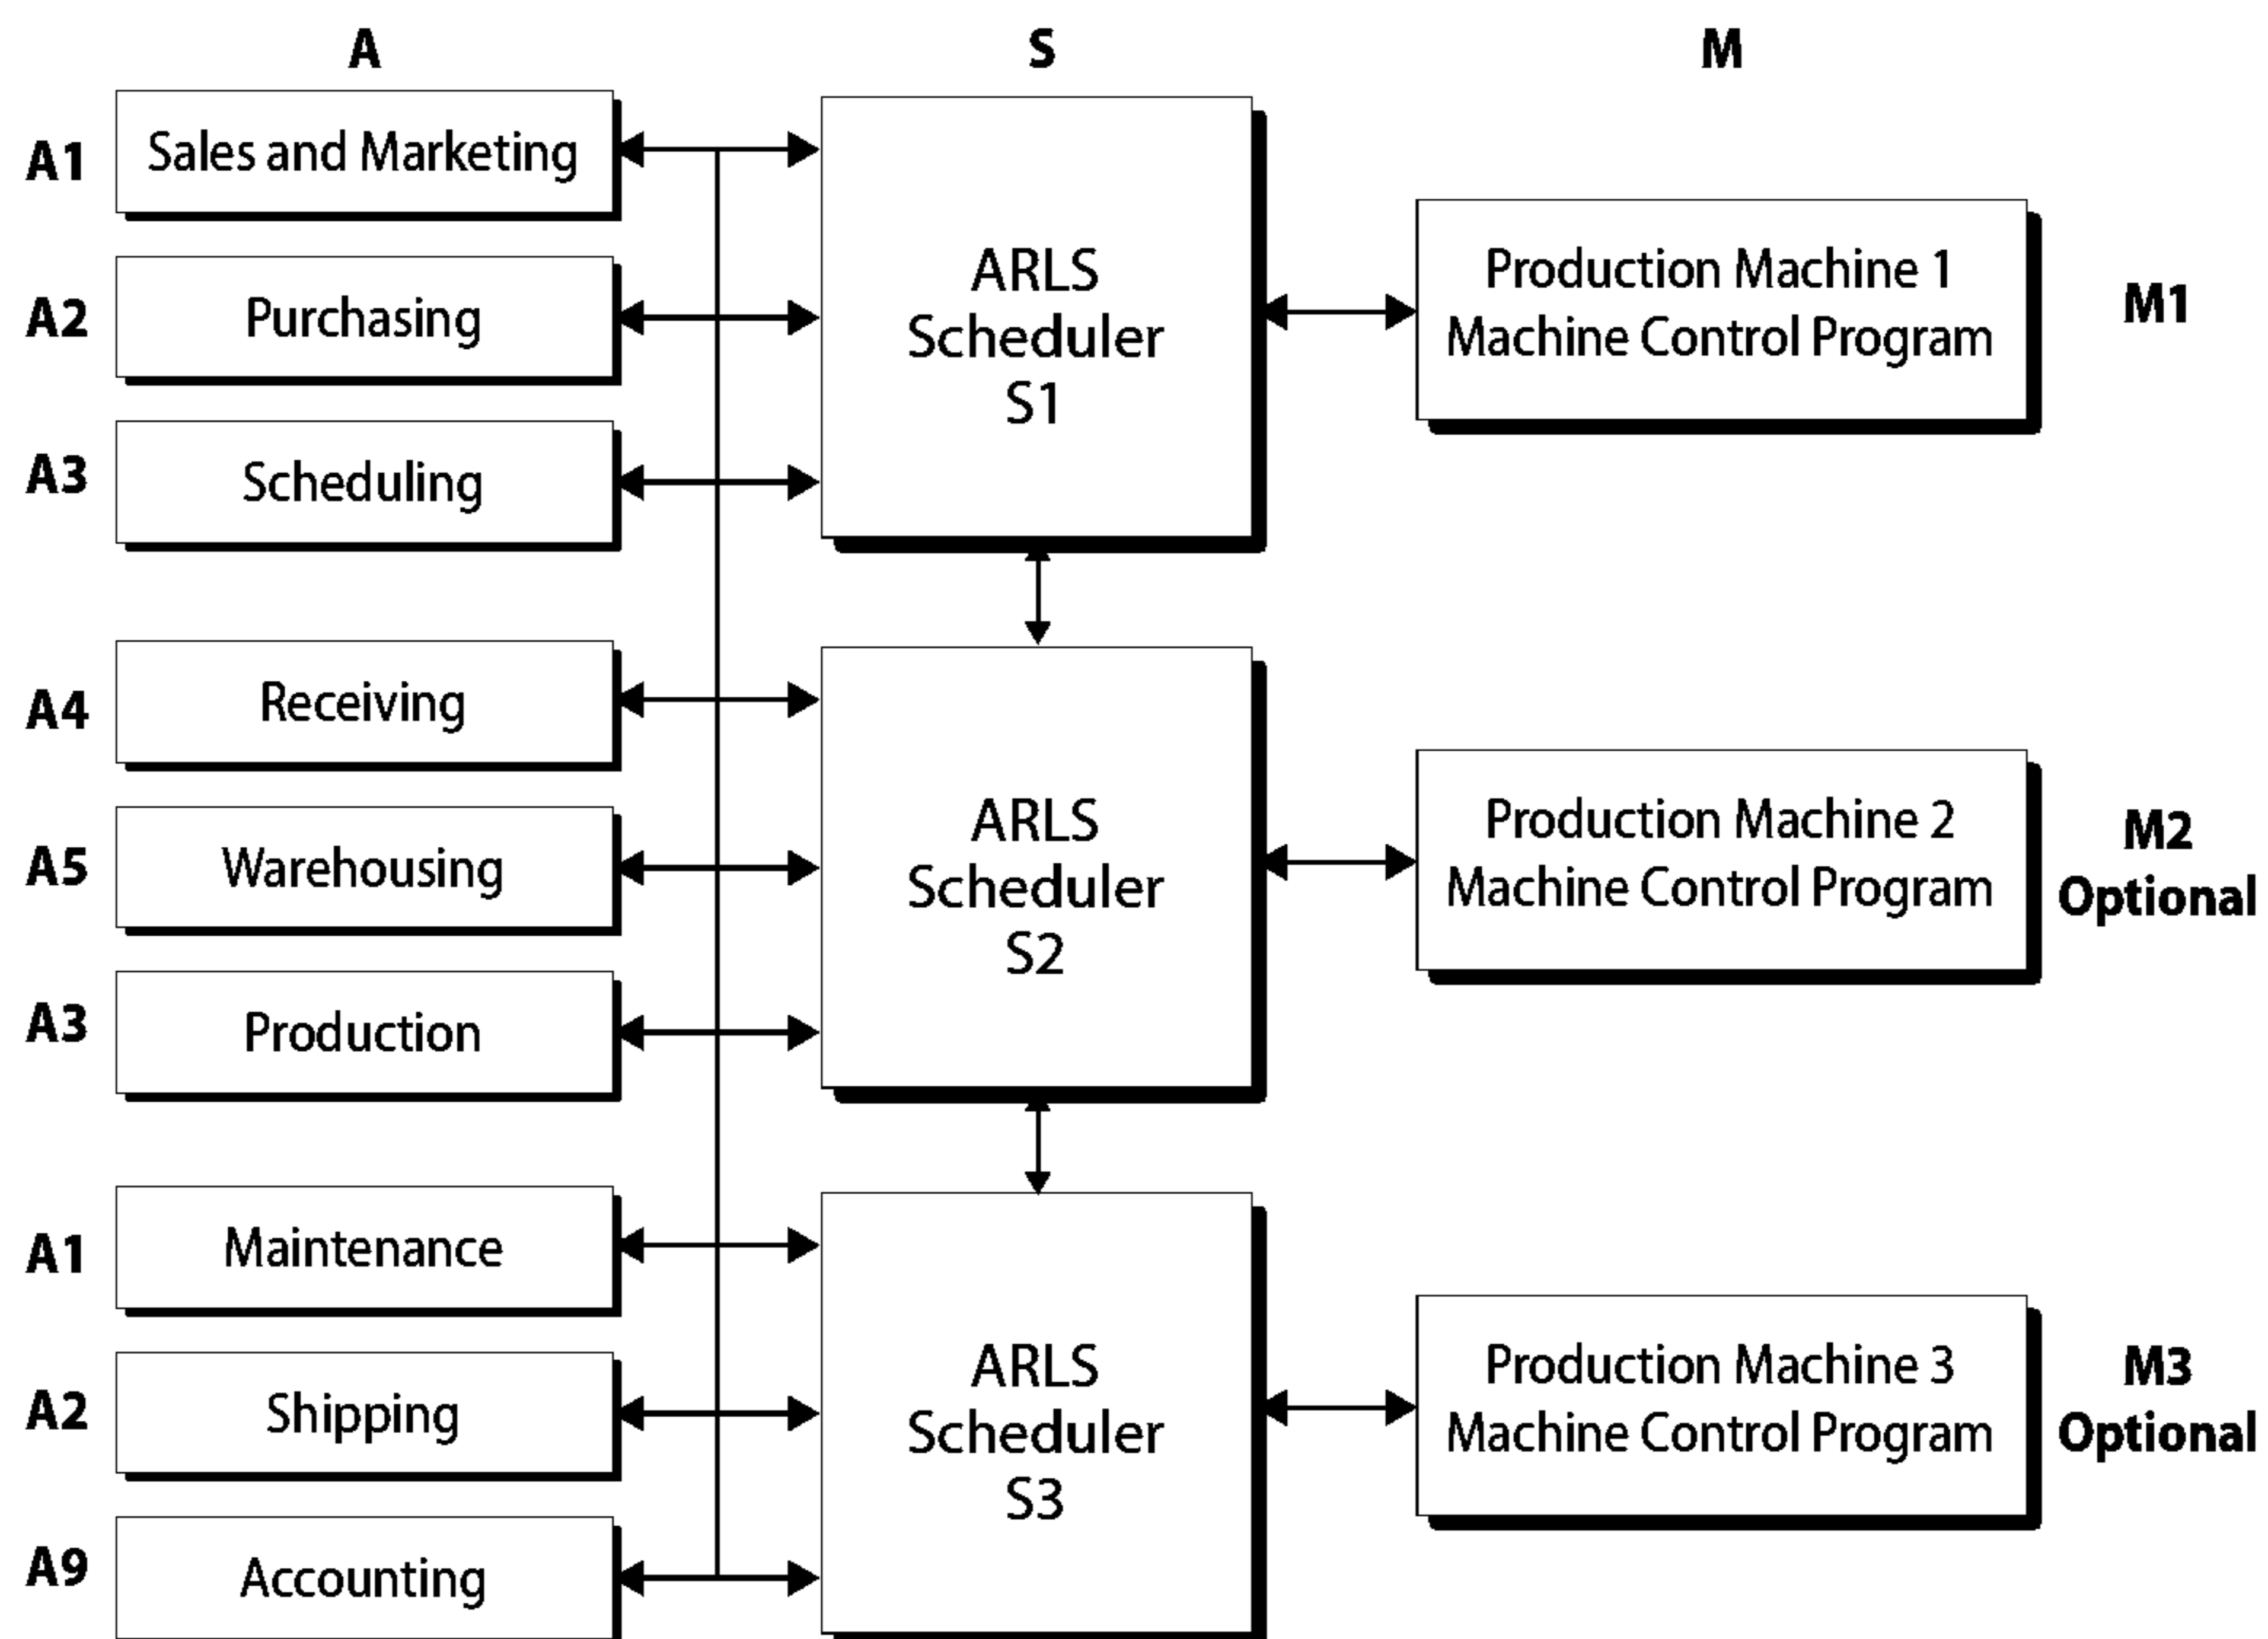 A
S
M
A1
Sales and Marketing
A2
Purchasing
A3
Scheduling
ARLS
Scheduler
S1
Production Machine 1
Machine Control Program
M1
A4
Receiving
A5
Warehousing
A3
Production
ARLS
Scheduler
S2
Production Machine 2
Machine Control Program
M2
Optional
A1
Maintenance
A2
Shipping
A9
Accounting
ARLS
Scheduler
S3
Production Machine 3
Machine Control Program
M3
Optional